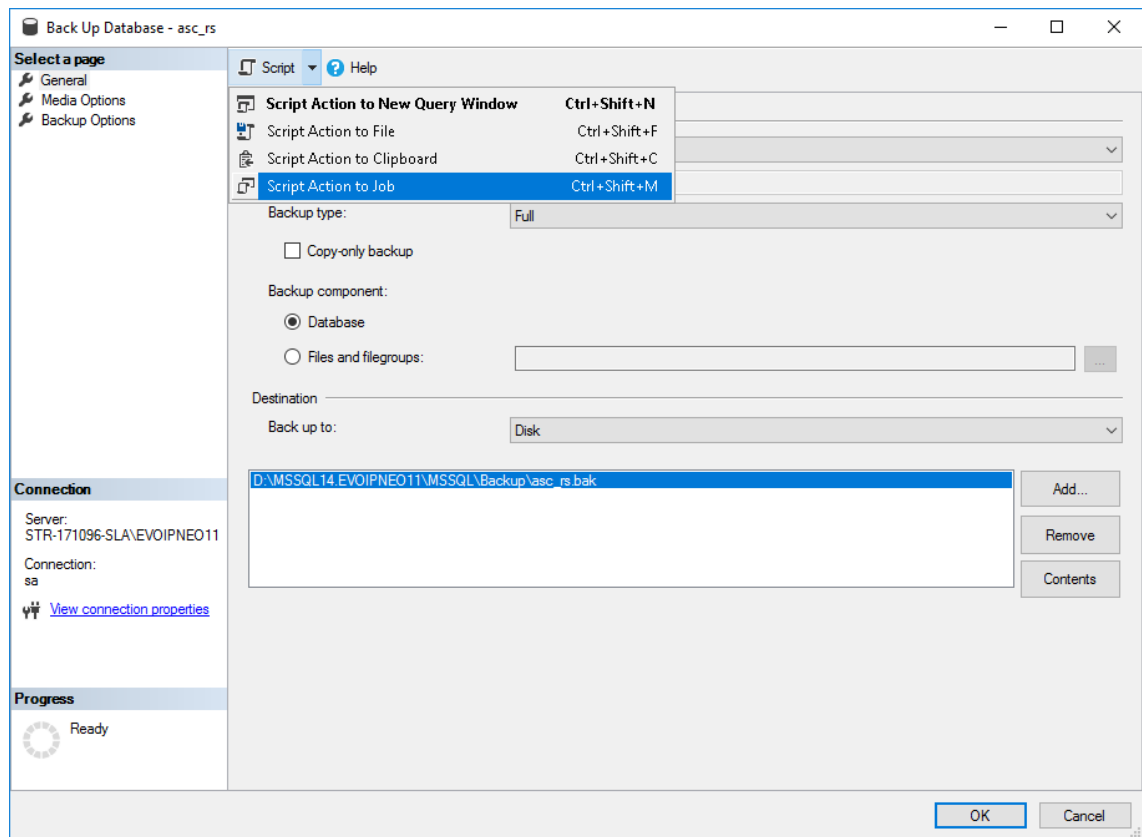 Back Up Database - asc_rs
Select a page
General
Media Options
Backup Options
Script
Help
Script Action to New Query Window Ctrl+Shift+N
Script Action to File Ctrl+Shift+F
Script Action to Clipboard Ctrl+Shift+C
Script Action to Job Ctrl+Shift+M
Backup type: Full
Copy-only backup
Backup component:
Database
Files and filegroups:
...
Destination
Back up to: Disk
D:\MSSQL14.EVOIPNEO11\MSSQL\Backup\asc_rs.bak
Add...
Remove
Contents
Connection
Server:
STR-171096-SLA\EVOIPNEO11
Connection:
sa
View connection properties
Progress
Ready
OK
Cancel